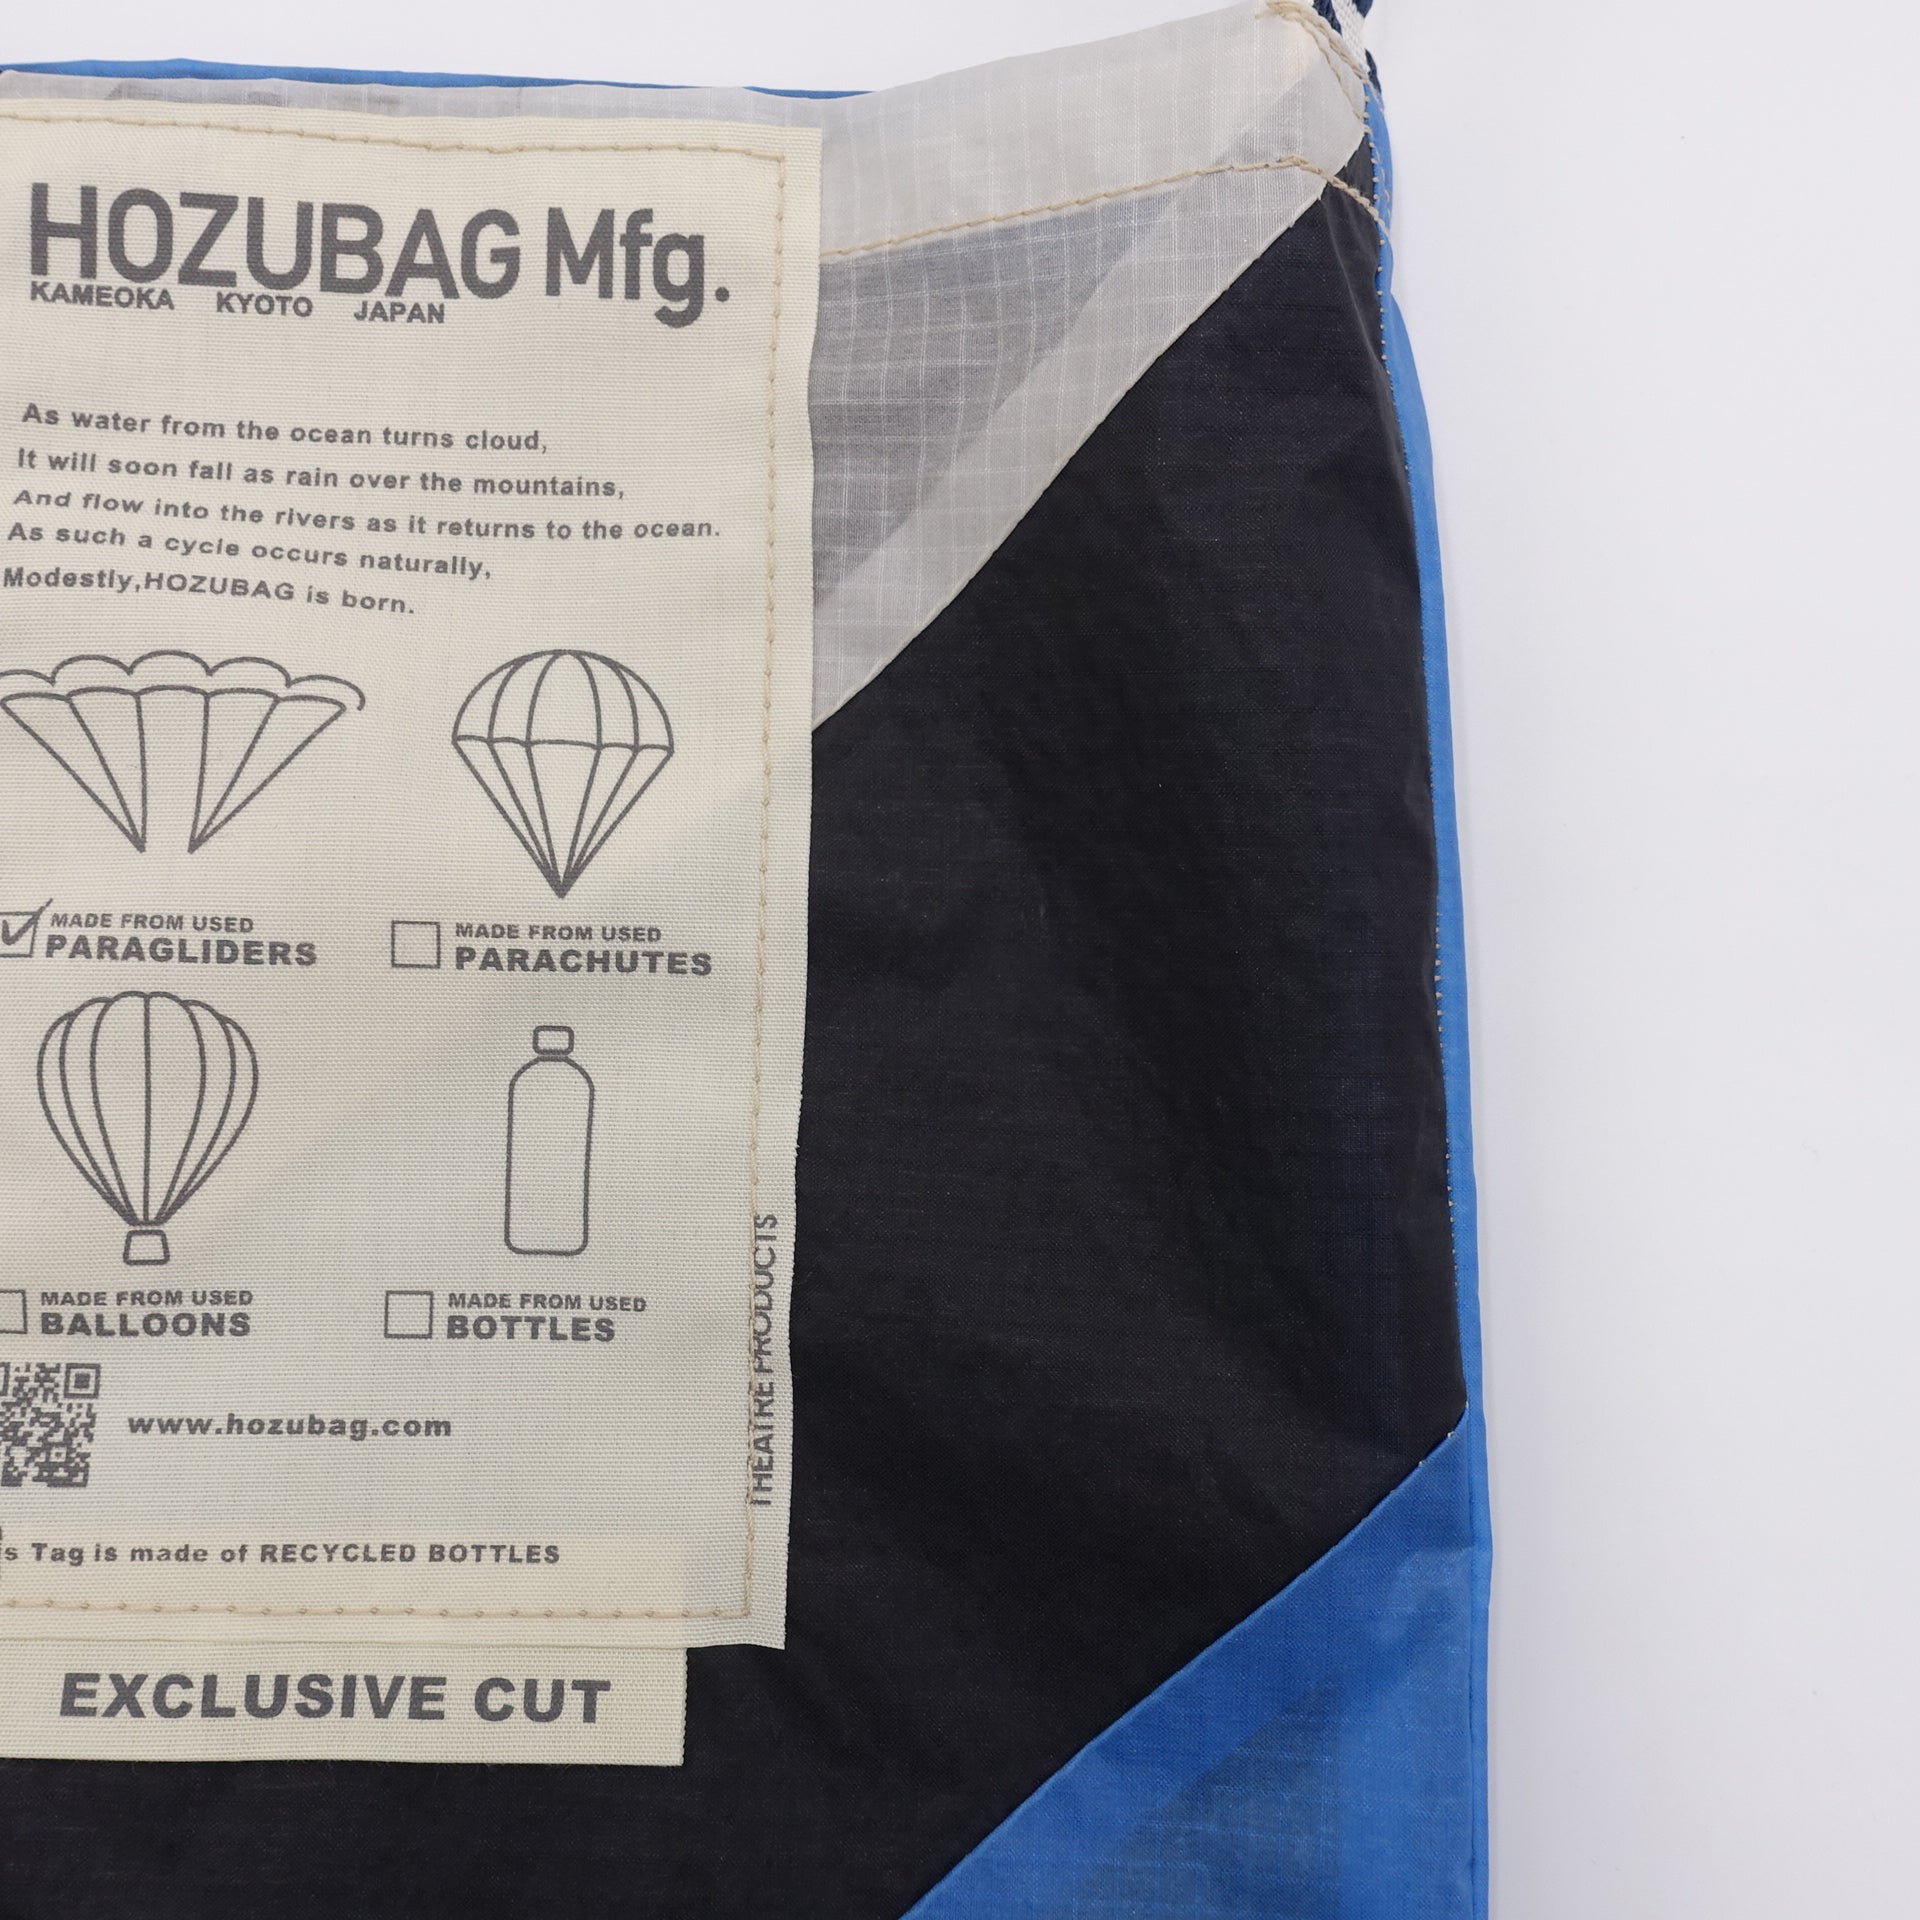 HOZUBAG Mfg.
KAMEOKA KYOTO JAPAN
As water from the ocean turns cloud,
It will soon fall as rain over the mountains,
And flow into the rivers as it returns to the ocean.
As such a cycle occurs naturally,
Modestly,HOZUBAG is born.
MADE FROM USED
PARAGLIDERS
MADE FROM USED
PARACHUTES
MADE FROM USED
BALLOONS
MADE FROM USED
BOTTLES
www.hozubag.com
THEATRE PRODUCTS
Tag is made of RECYCLED BOTTLES
EXCLUSIVE CUT